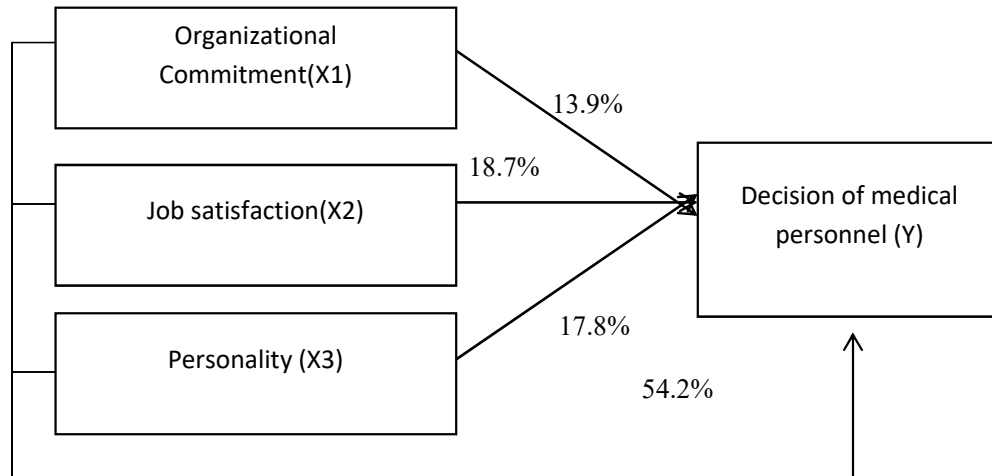 Organizational
Commitment(X1)
13.9%
18.7%
Job satisfaction(X2)
Decision of medical
personnel (Y)
17.8%
Personality (X3)
54.2%